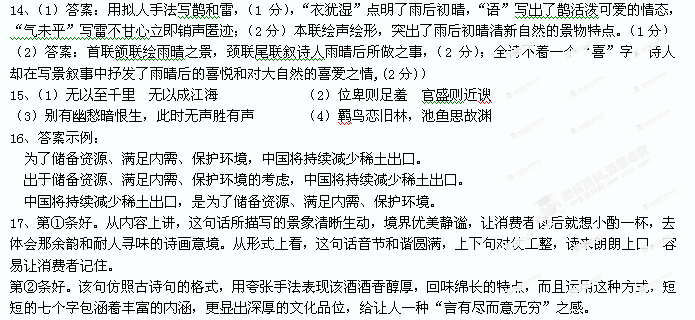 14、（1）答案：用拟人手法写鹊和雷，（1 分），“衣犹湿”点明了雨后初晴，“语”写出了鹊活泼可爱的情态，
“气未平”写雷不甘心立即销声匿迹；（2分）本联绘声绘形，突出了雨后初晴清新自然的景物特点。（1分）
（2）答案：首联颔联绘雨晴之景，颈联尾联叙诗人雨晴后所做之事，（2 分）；全诗不着一个“喜”字，诗人
却在写景叙事中抒发了雨晴后的喜悦和对大自然的喜爱之情,（2 分））
15、（1）无以至千里 无以成江海 （2）位卑则足羞 官盛则近谀
（3）别有幽愁暗恨生，此时无声胜有声 （4）羁鸟恋旧林，池鱼思故渊
16、答案示例：
为了储备资源、满足内需、保护环境，中国将持续减少稀土出口。
出于储备资源、满足内需、保护环境的考虑，中国将持续减少稀土出口。
中国将持续减少稀土出口，是为了储备资源、满足内需、保护环境。
17、第①条好。从内容上讲，这句话所描写的景象清晰生动，境界优美静谧，让消费者读后就想小酌一杯，去
体会那余韵和耐人寻味的诗画意境。从形式上看，这句话音节和谐圆满，上下句对仗工整，读来朗朗上口，容
易让消费者记住。
第②条好。该句仿照古诗句的格式，用夸张手法表现该酒酒香醇厚，回味绵长的特点，而且运用这种方式，短
短的七个字包涵着丰富的内涵，更显出深厚的文化品位，给让人一种“言有尽而意无穷”之感。